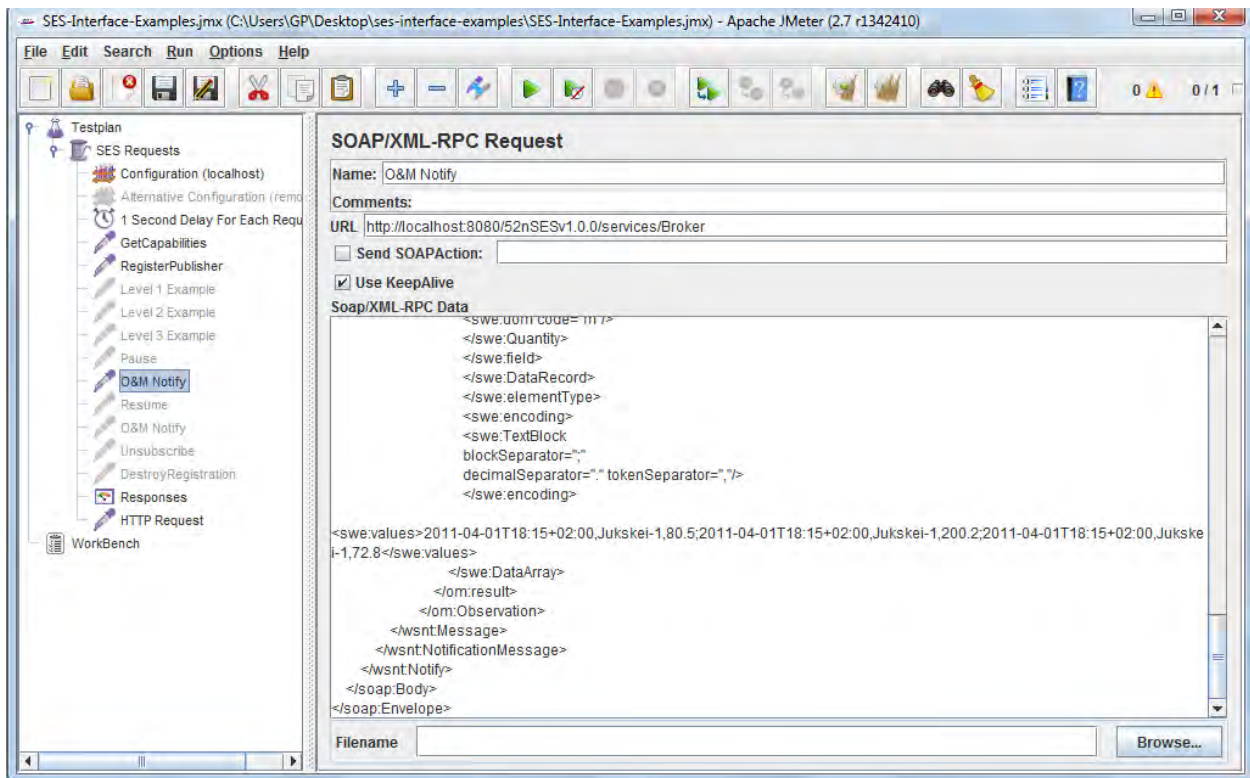 SES-Interface-Examples.jmx (C:\Users\GP\Desktop\ses-interface-examples\SES-Interface-Examples.jmx) - Apache JMeter (2.7 r1342410)
File Edit Search Run Options Help
0 0/1
Testplan
SES Requests
Configuration (localhost)
Alternative Configuration (remo
1 Second Delay For Each Requ
GetCapabilities
RegisterPublisher
Level 1 Example
Level 2 Example
Level 3 Example
Pause
O&M Notify
Resume
O&M Notify
Unsubscribe
DestroyRegistration
Responses
HTTP Request
WorkBench
SOAP/XML-RPC Request
Name: O&M Notify
Comments:
URL http://localhost:8080/52nSESv1.0.0/services/Broker
Send SOAPAction:
Use KeepAlive
Soap/XML-RPC Data
<swe:uom code="m"/>
</swe:Quantity>
</swe:field>
</swe:DataRecord>
</swe:elementType>
<swe:encoding>
<swe:TextBlock
blockSeparator=";"
decimalSeparator="." tokenSeparator=","/>
</swe:encoding>
<swe:values>2011-04-01T18:15+02:00,Jukskei-1,80.5;2011-04-01T18:15+02:00,Jukskei-1,200.2;2011-04-01T18:15+02:00,Jukske
i-1,72.8</swe:values>
</swe:DataArray>
</om:result>
</om:Observation>
</wsnt:Message>
</wsnt:NotificationMessage>
</wsnt:Notify>
</soap:Body>
</soap:Envelope>
Filename
Browse...